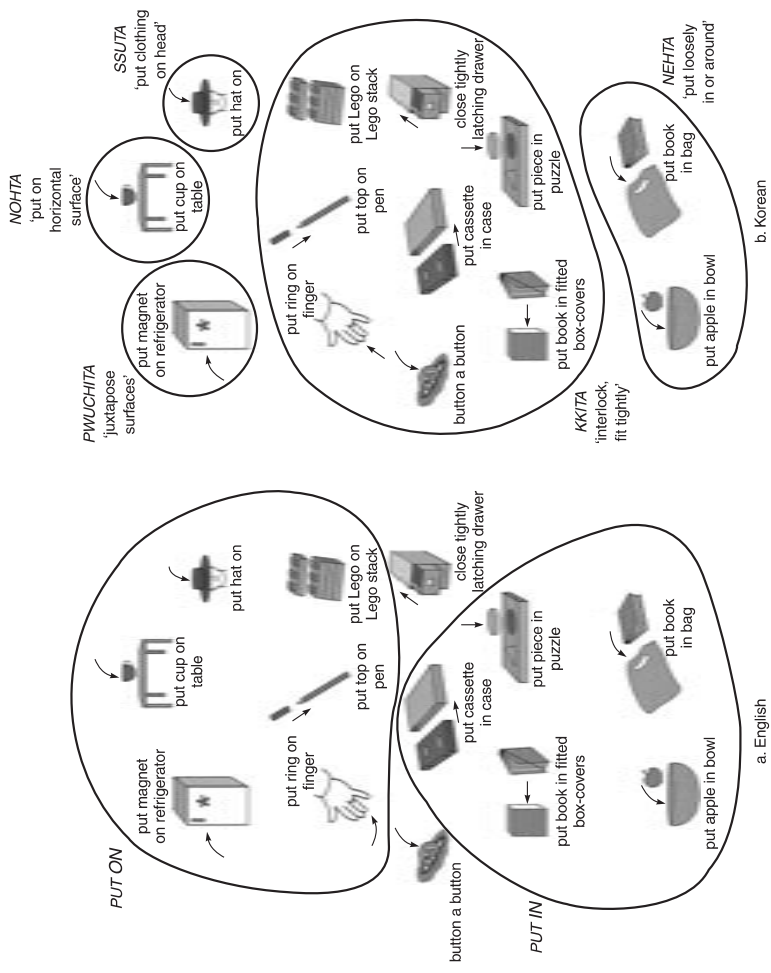 PUT ON
put magnet
on refrigerator
put cup on
table
put hat on
put ring on
finger
put top on
pen
put Lego on
Lego stack
button a button
put cassette
in case
close tightly
latching drawer
PUT IN
put book in fitted
box-covers
put piece in
puzzle
put apple in bowl
put book
in bag
a. English
PWUCHITA
'juxtapose
surfaces'
NOHTA
'put on
horizontal
surface'
SSUTA
'put clothing
on head'
put magnet
on refrigerator
put cup on
table
put hat on
put ring on
finger
put top on
pen
put Lego on
Lego stack
button a button
put cassette
in case
close tightly
latching drawer
put book in fitted
box-covers
put piece in
puzzle
KKITA
'interlock,
fit tightly'
put apple in bowl
put book
in bag
NEHTA
'put loosely
in or around'
b. Korean